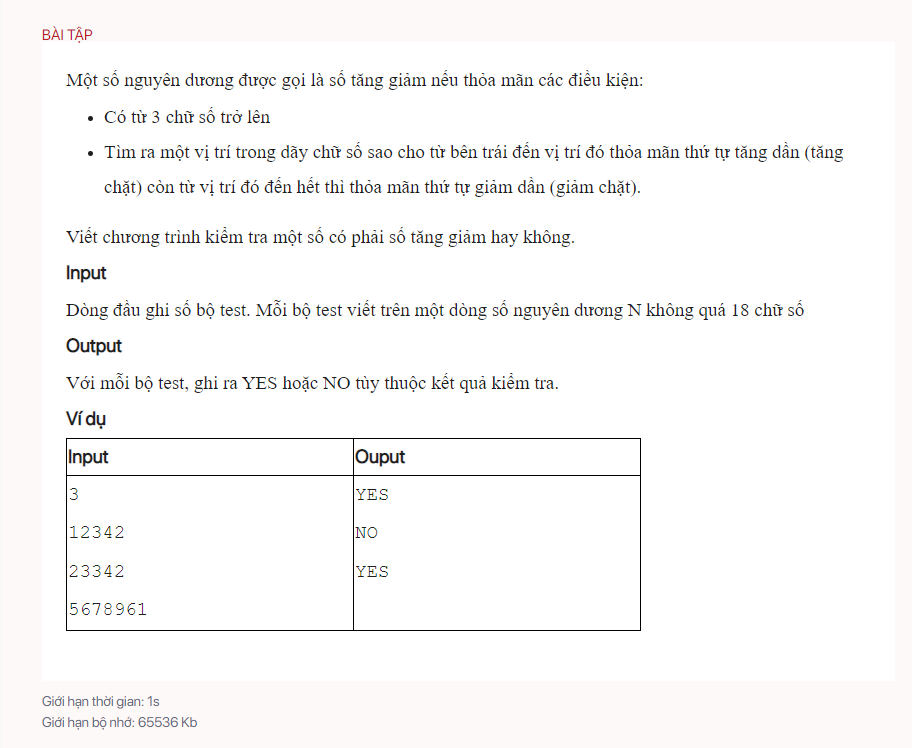 BÀI TẬP
Một số nguyên dương được gọi là số tăng giảm nếu thỏa mãn các điều kiện:
• Có từ 3 chữ số trở lên
• Tìm ra một vị trí trong dãy chữ số sao cho từ bên trái đến vị trí đó thỏa mãn thứ tự tăng dần (tăng
chặt) còn từ vị trí đó đến hết thì thỏa mãn thứ tự giảm dần (giảm chặt).
Viết chương trình kiểm tra một số có phải số tăng giảm hay không.
Input
Dòng đầu ghi số bộ test. Mỗi bộ test viết trên một dòng số nguyên dương N không quá 18 chữ số
Output
Với mỗi bộ test, ghi ra YES hoặc NO tùy thuộc kết quả kiểm tra.
Ví dụ
Input Ouput
3 YES
12342 NO
23342 YES
5678961
Giới hạn thời gian: 1s
Giới hạn bộ nhớ: 65536 Kb